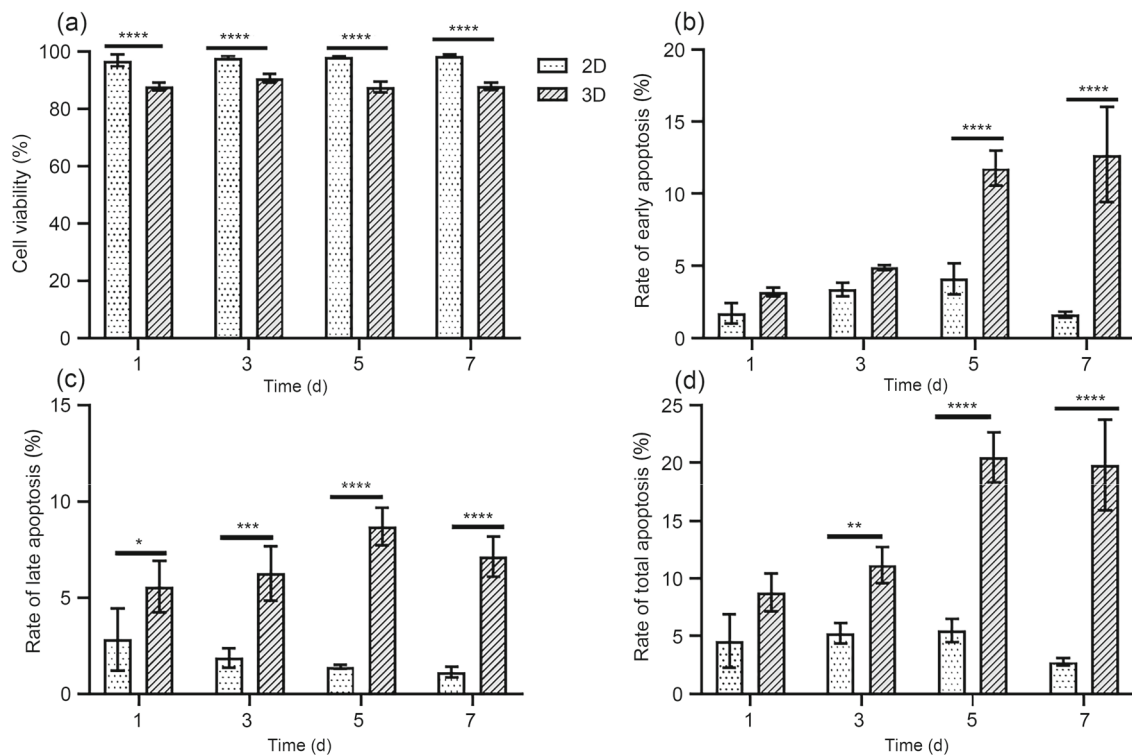 (a)
Cell viability (%)
100
80
60
40
20
0
**** **** **** ****
1 3 5 7
Time (d)
2D
3D
(b)
Rate of early apoptosis (%)
20
15
10
5
0
**** ****
1 3 5 7
Time (d)
(c)
Rate of late apoptosis (%)
15
10
5
0
* *** **** ****
1 3 5 7
Time (d)
(d)
Rate of total apoptosis (%)
25
20
15
10
5
0
** **** ****
1 3 5 7
Time (d)